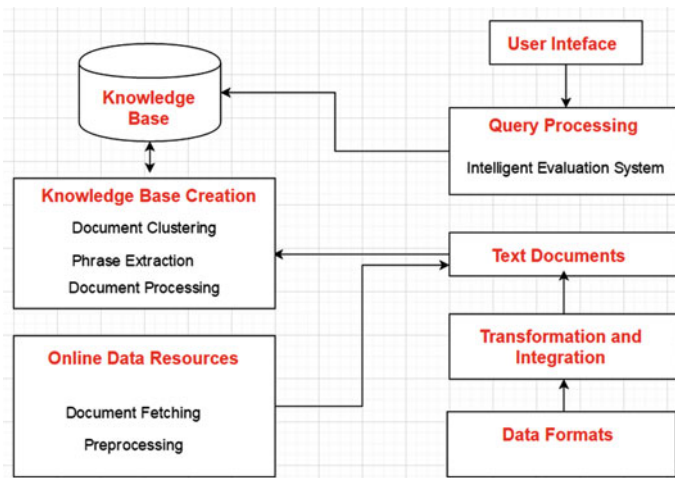 User Inteface
Knowledge
Base
Query Processing
Intelligent Evaluation System
Knowledge Base Creation
Document Clustering
Phrase Extraction
Document Processing
Text Documents
Online Data Resources
Document Fetching
Preprocessing
Transformation and
Integration
Data Formats